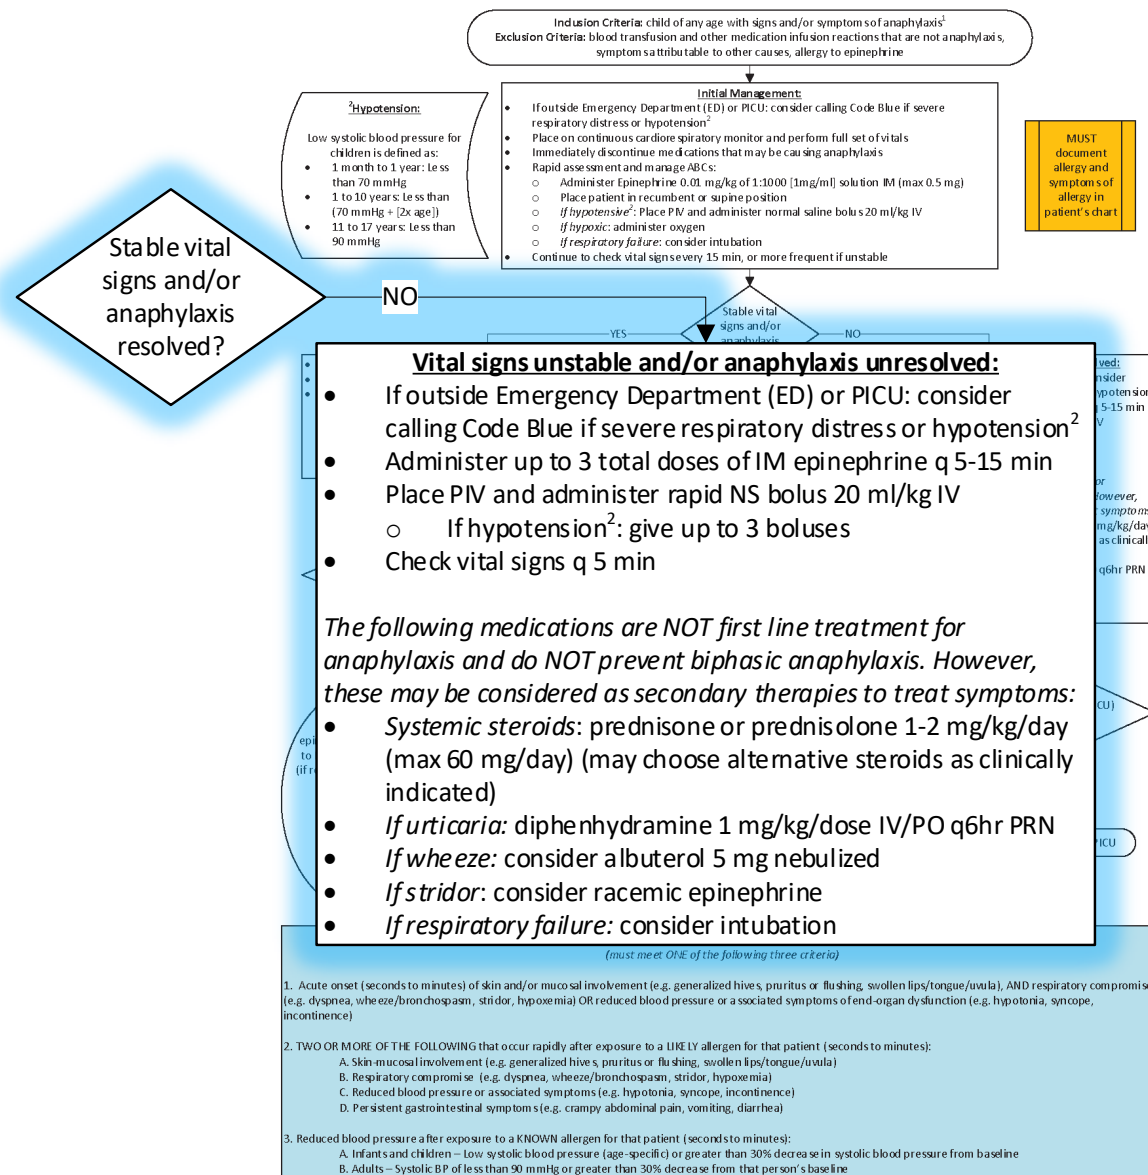 Inclusion Criteria: child of any age with signs and/or symptoms of anaphylaxis1
Exclusion Criteria: blood transfusion and other medication infusion reactions that are not anaphylaxis,
symptoms attributable to other causes, allergy to epinephrine
2Hypotension:
Low systolic blood pressure for
children is defined as:
• 1 month to 1 year: Less
than 70 mmHg
• 1 to 10 years: Less than
(70 mmHg + [2x age])
• 11 to 17 years: Less than
90 mmHg
Initial Management:
• If outside Emergency Department (ED) or PICU: consider calling Code Blue if severe
respiratory distress or hypotension2
• Place on continuous cardiorespiratory monitor and perform full set of vitals
• Immediately discontinue medications that may be causing anaphylaxis
• Rapid assessment and manage ABCs:
o Administer Epinephrine 0.01 mg/kg of 1:1000 [1mg/ml] solution IM (max 0.5 mg)
o Place patient in recumbent or supine position
o If hypotensive2: Place PIV and administer normal saline bolus 20 ml/kg IV
o If hypoxic: administer oxygen
o If respiratory failure: consider intubation
• Continue to check vital signs every 15 min, or more frequent if unstable
MUST
document
allergy and
symptoms of
allergy in
patient's chart
Stable vital
signs and/or
anaphylaxis
resolved?
NO
Stable vital
signs and/or
anaphylaxis
YES
NO
Vital signs unstable and/or anaphylaxis unresolved:
• If outside Emergency Department (ED) or PICU: consider
calling Code Blue if severe respiratory distress or hypotension2
• Administer up to 3 total doses of IM epinephrine q 5-15 min
• Place PIV and administer rapid NS bolus 20 ml/kg IV
o If hypotension2: give up to 3 boluses
• Check vital signs q 5 min
The following medications are NOT first line treatment for
anaphylaxis and do NOT prevent biphasic anaphylaxis. However,
these may be considered as secondary therapies to treat symptoms:
• Systemic steroids: prednisone or prednisolone 1-2 mg/kg/day
(max 60 mg/day) (may choose alternative steroids as clinically
indicated)
• If urticaria: diphenhydramine 1 mg/kg/dose IV/PO q6hr PRN
• If wheeze: consider albuterol 5 mg nebulized
• If stridor: consider racemic epinephrine
• If respiratory failure: consider intubation
5-15 min
However,
symptoms
mg/kg/day
as clinically
q6hr PRN
to
(must meet ONE of the following three criteria)
1. Acute onset (seconds to minutes) of skin and/or mucosal involvement (e.g. generalized hives, pruritus or flushing, swollen lips/tongue/uvula), AND respiratory compromise
(e.g. dyspnea, wheeze/bronchospasm, stridor, hypoxemia) OR reduced blood pressure or associated symptoms of end-organ dysfunction (e.g. hypotonia, syncope,
incontinence)
2. TWO OR MORE OF THE FOLLOWING that occur rapidly after exposure to a LIKELY allergen for that patient (seconds to minutes):
A. Skin-mucosal involvement (e.g. generalized hives, pruritus or flushing, swollen lips/tongue/uvula)
B. Respiratory compromise (e.g. dyspnea, wheeze/bronchospasm, stridor, hypoxemia)
C. Reduced blood pressure or associated symptoms (e.g. hypotonia, syncope, incontinence)
D. Persistent gastrointestinal symptoms (e.g. crampy abdominal pain, vomiting, diarrhea)
3. Reduced blood pressure after exposure to a KNOWN allergen for that patient (seconds to minutes):
A. Infants and children – Low systolic blood pressure (age-specific) or greater than 30% decrease in systolic blood pressure from baseline
B. Adults – Systolic BP of less than 90 mmHg or greater than 30% decrease from that person's baseline